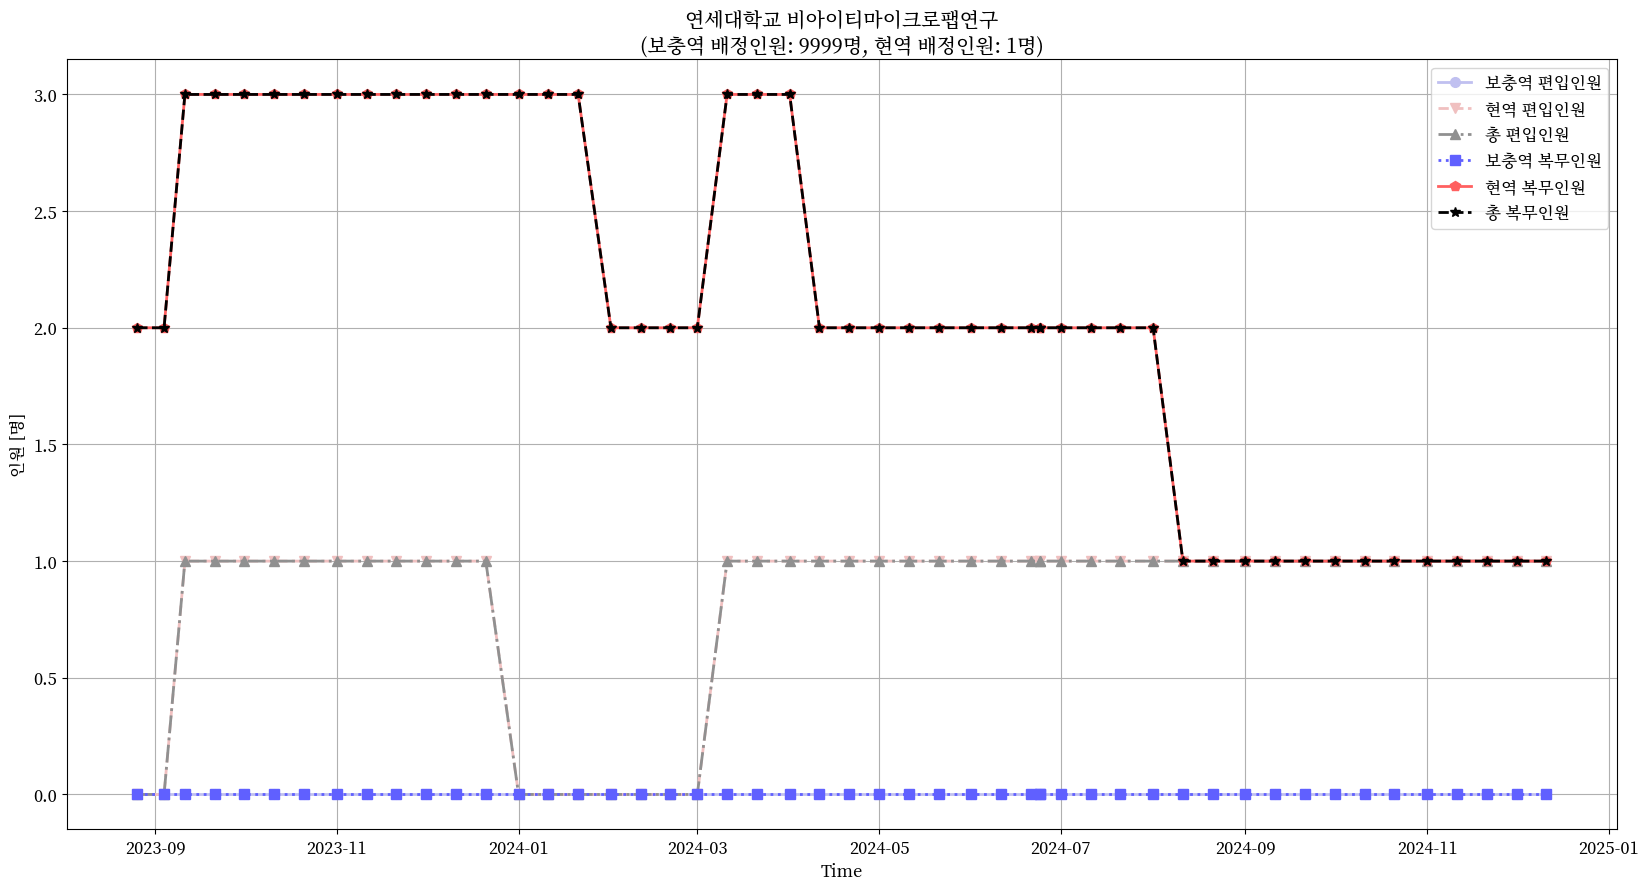 연세대학교 비아이티마이크로팹연구
(보충역 배정인원: 9999명, 현역 배정인원: 1명)
보충역 편입인원
현역 편입인원
총 편입인원
보충역 복무인원
현역 복무인원
총 복무인원
인원 [명]
3.0
2.5
2.0
1.5
1.0
0.5
0.0
2023-09 2023-11 2024-01 2024-03 2024-05 2024-07 2024-09 2024-11 2025-01
Time